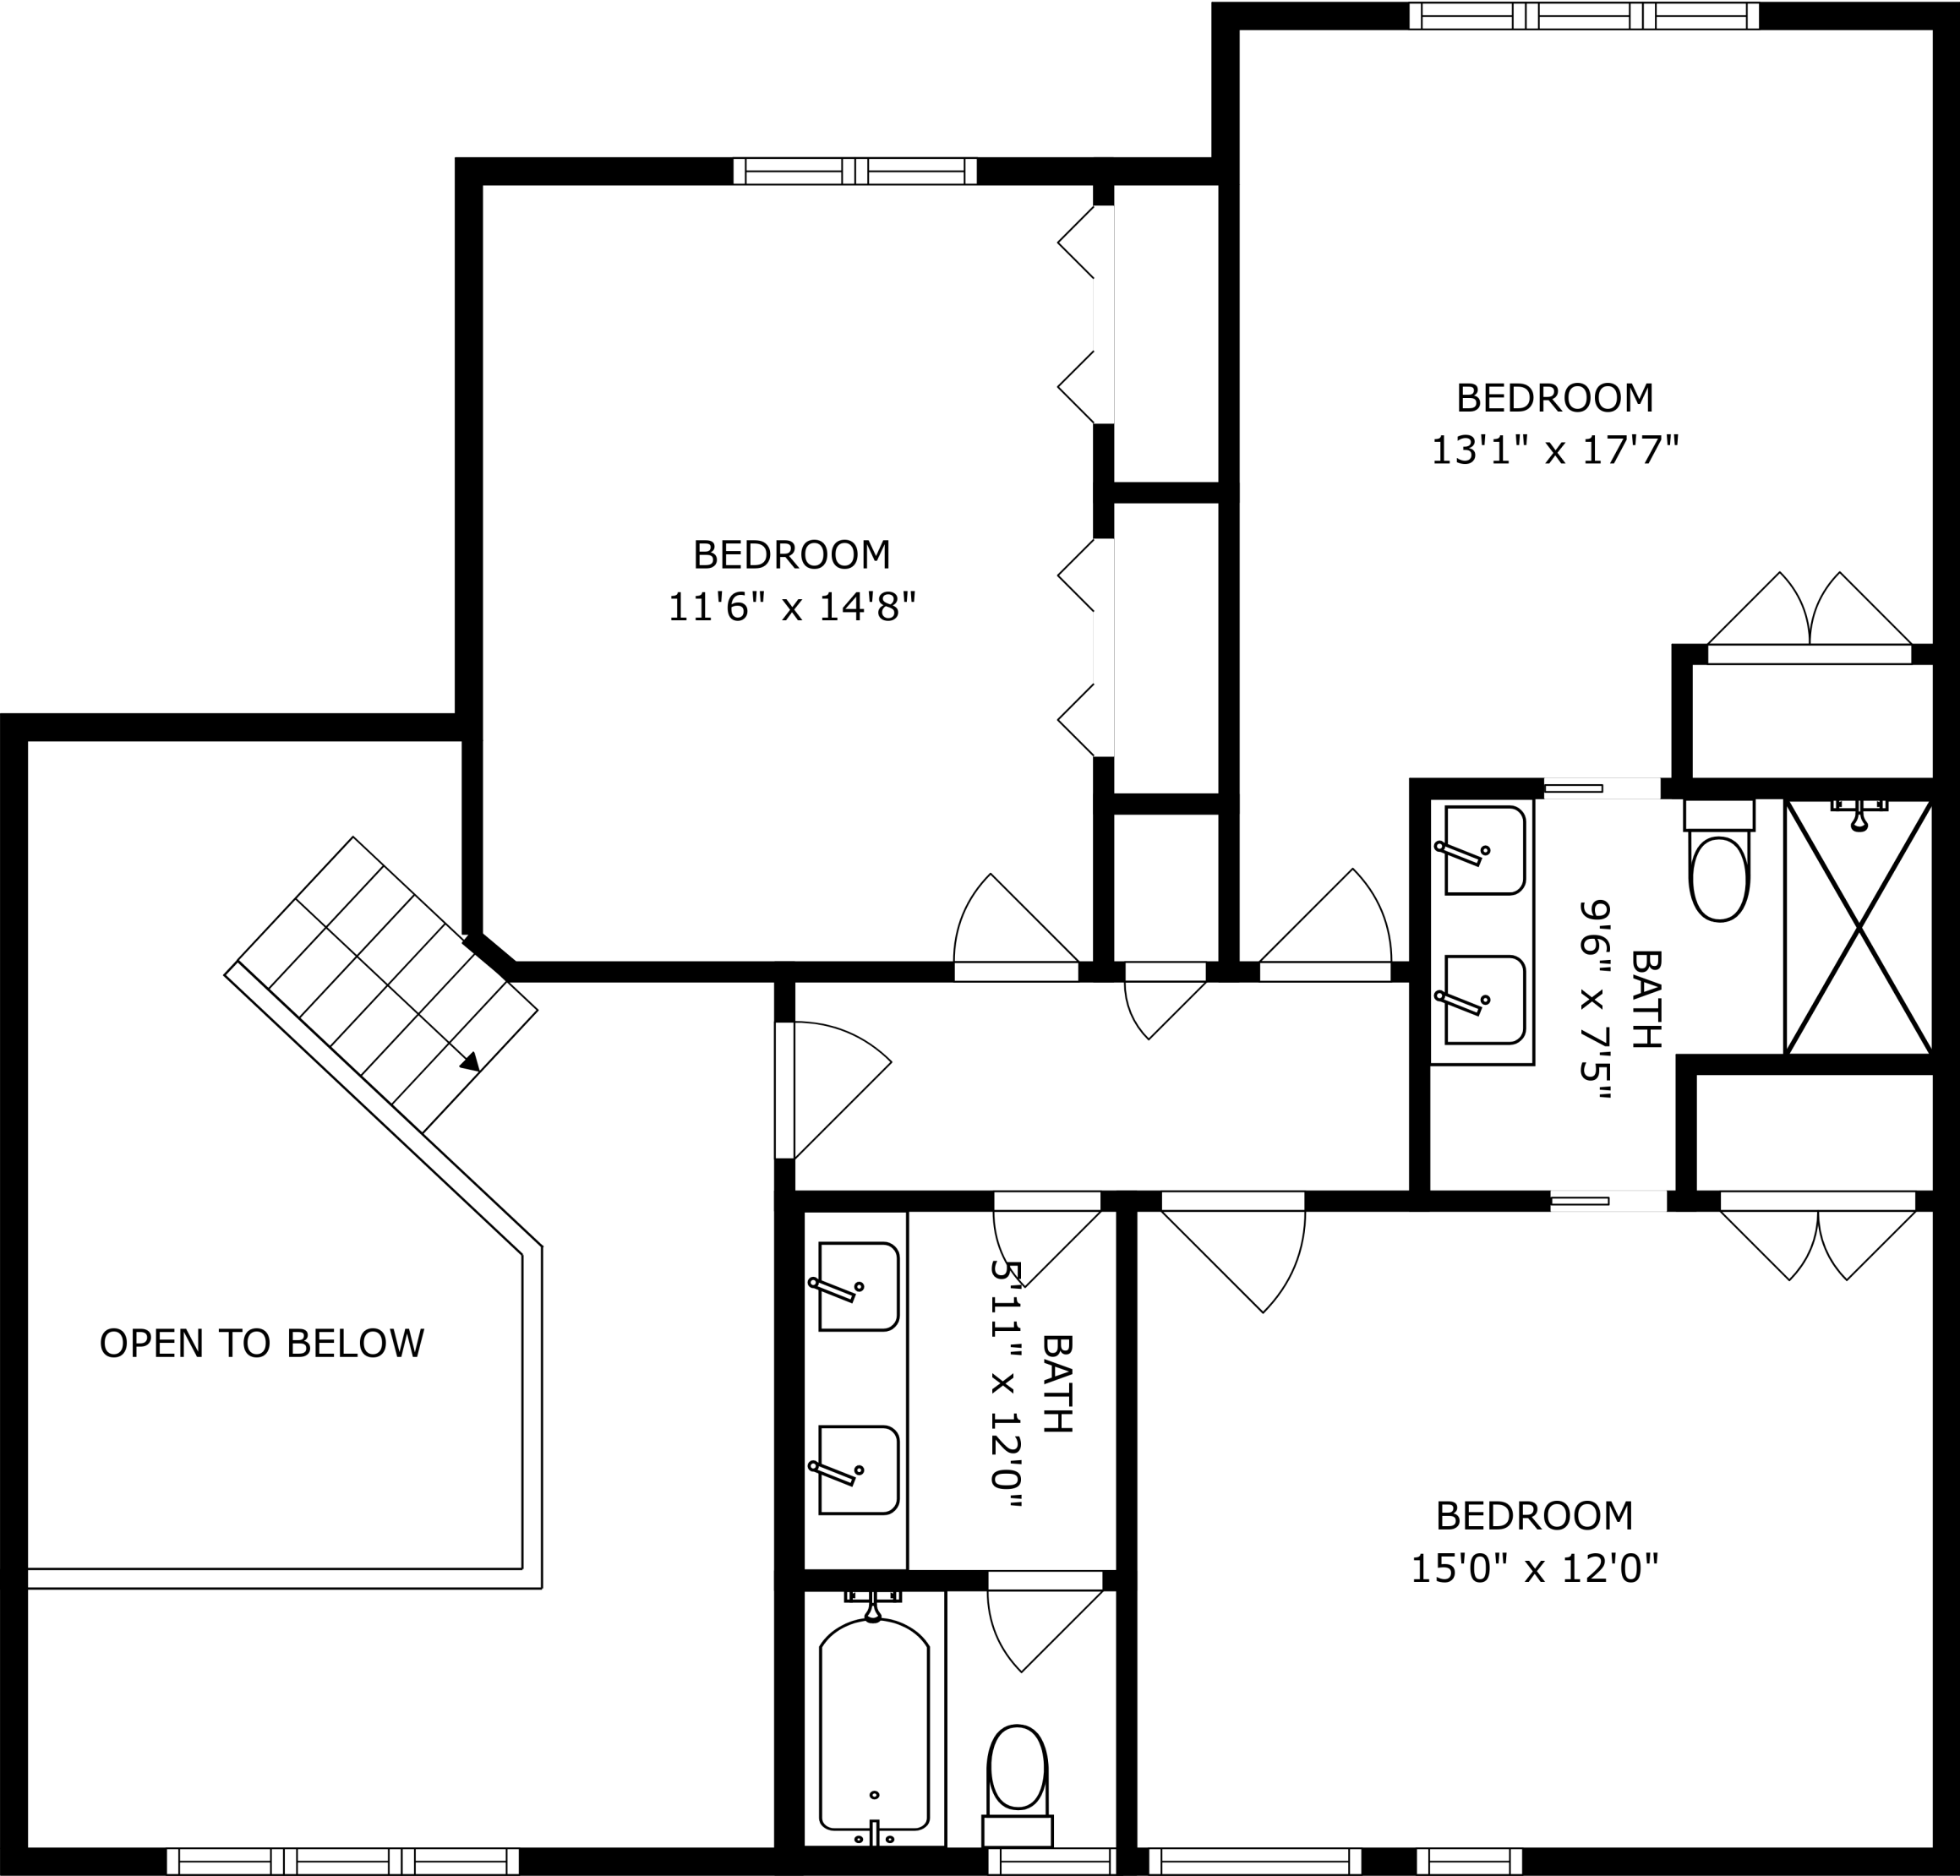 BEDROOM
13'1" x 17'7"
BEDROOM
11'6" x 14'8"
BATH
9'6" x 7'5"
OPEN TO BELOW
BATH
5'11" x 12'0"
BEDROOM
15'0" x 12'0"